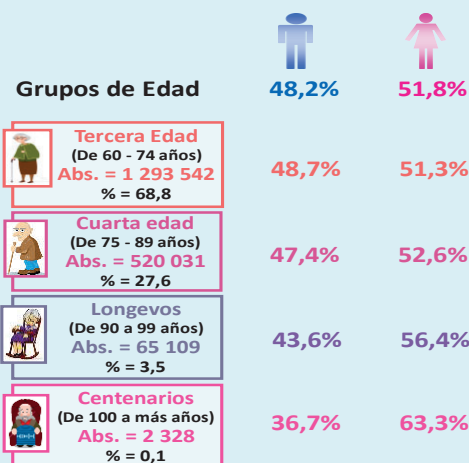 Grupos de Edad 48,2% 51,8%
Tercera Edad
(De 60 - 74 años)
Abs. = 1 293 542
% = 68,8
48,7% 51,3%
Cuarta edad
(De 75 - 89 años)
Abs. = 520 031
% = 27,6
47,4% 52,6%
Longevos
(De 90 a 99 años)
Abs. = 65 109
% = 3,5
43,6% 56,4%
Centenarios
(De 100 a más años)
Abs. = 2 328
% = 0,1
36,7% 63,3%